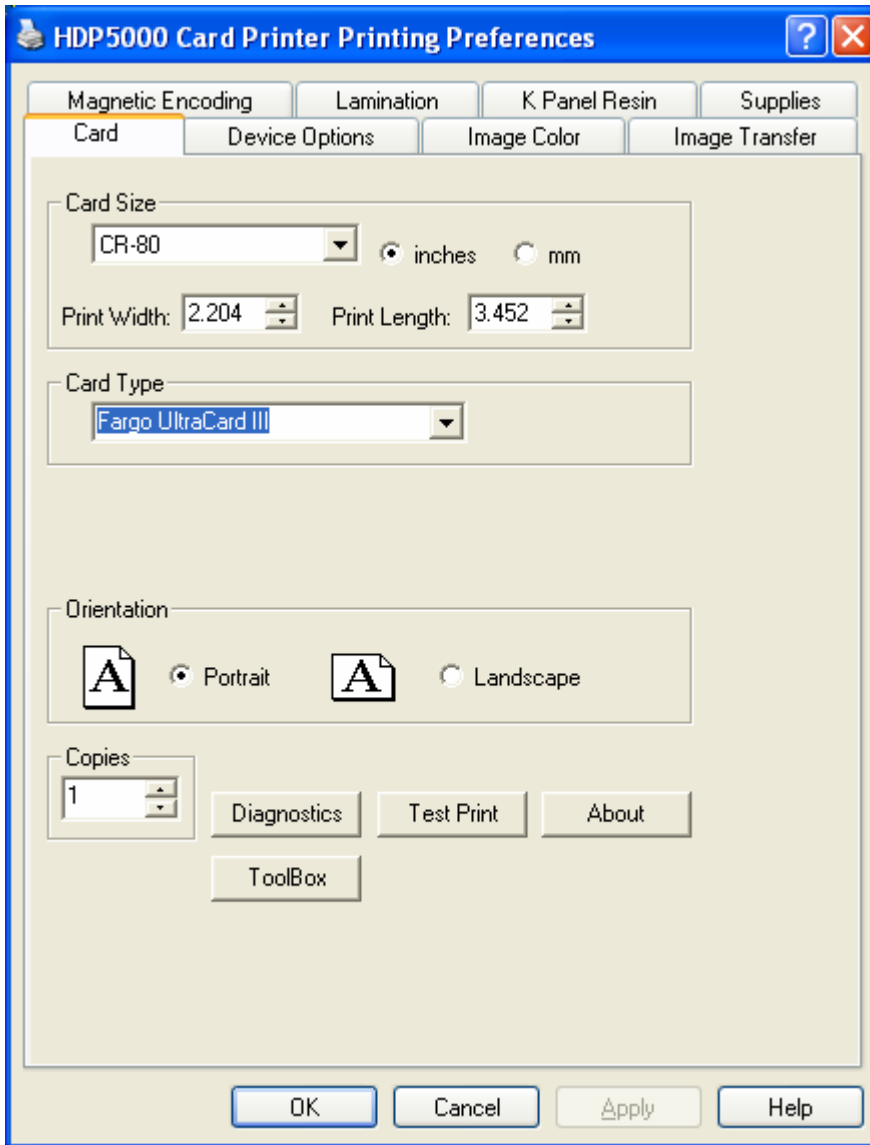 HDP5000 Card Printer Printing Preferences
Magnetic Encoding Lamination K Panel Resin Supplies
Card Device Options Image Color Image Transfer
Card Size
CR-80 inches mm
Print Width: 2.204 Print Length: 3.452
Card Type
Fargo UltraCard III
Orientation
A Portrait A Landscape
Copies
1 Diagnostics Test Print About
ToolBox
OK Cancel Apply Help